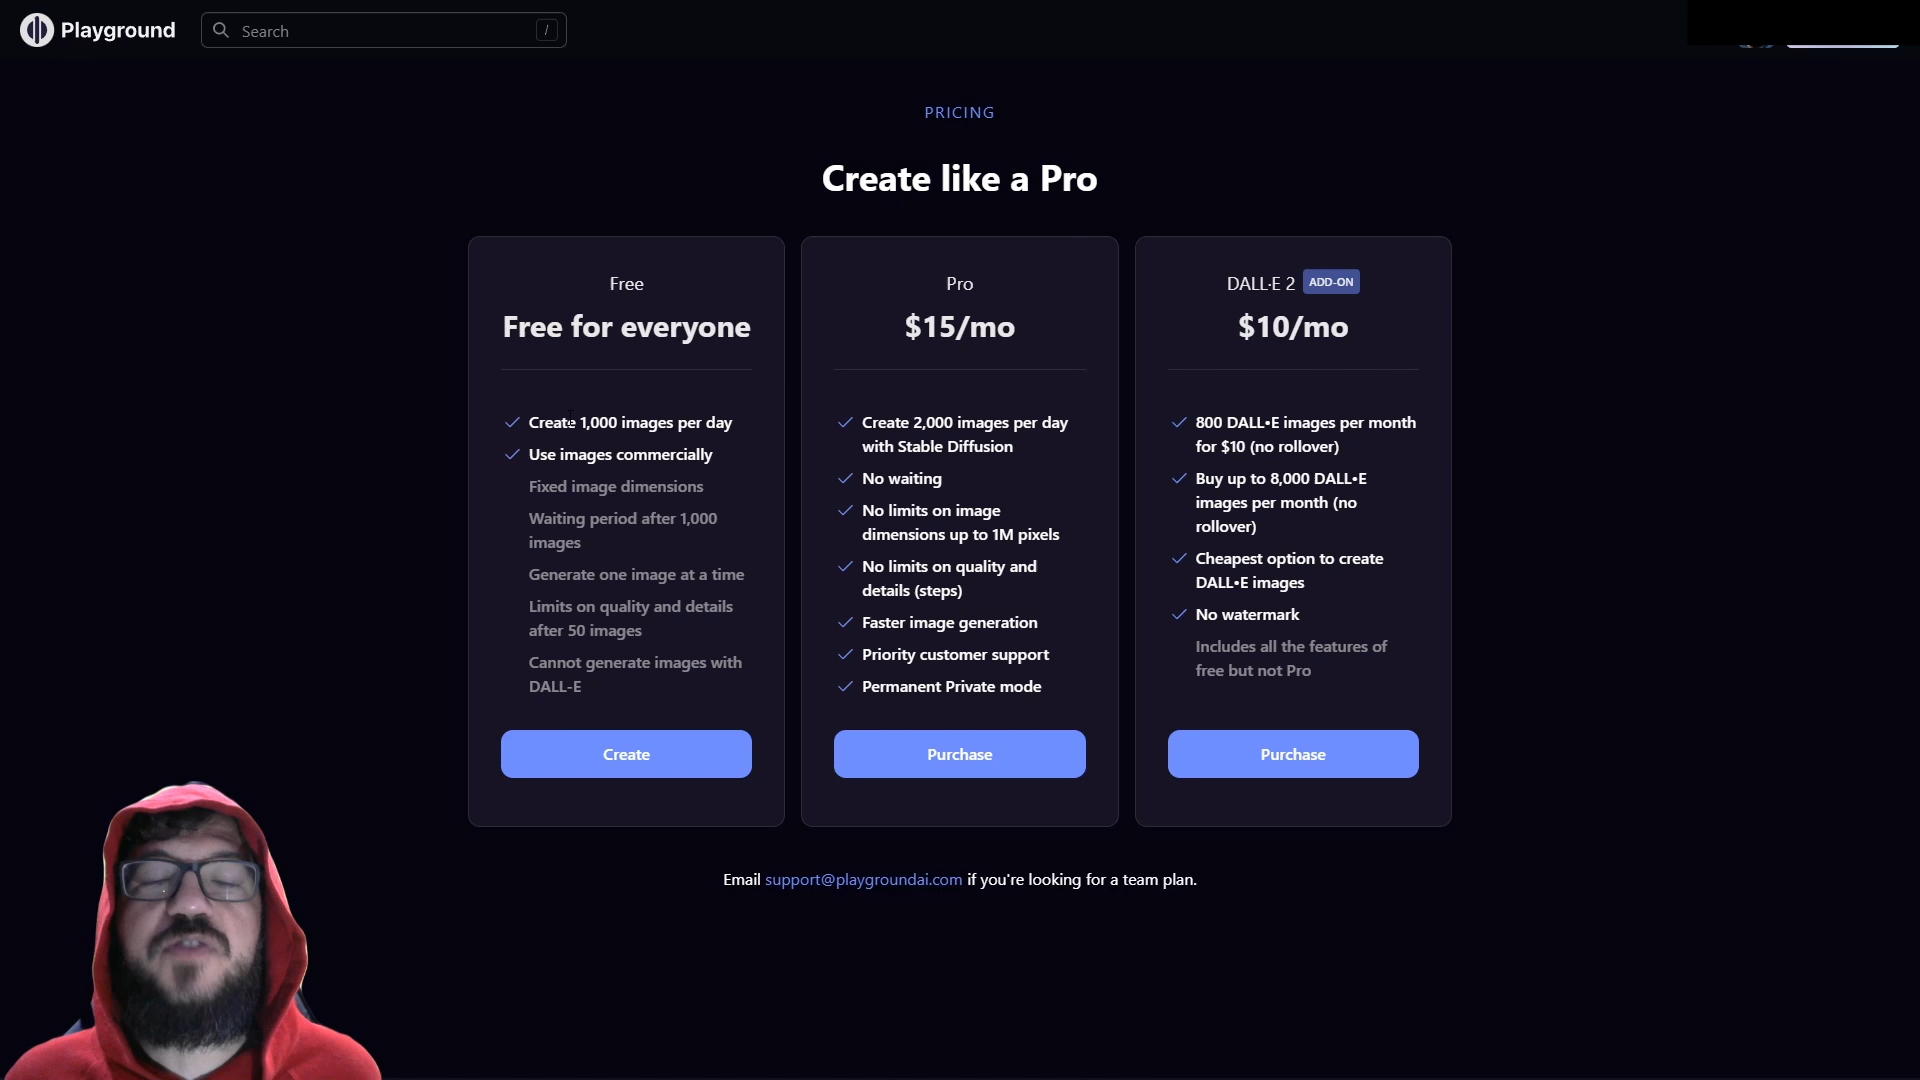 Playground
Search
/
PRICING
Create like a Pro
Free
Free for everyone
Create 1,000 images per day
Use images commercially
Fixed image dimensions
Waiting period after 1,000
images
Generate one image at a time
Limits on quality and details
after 50 images
Cannot generate images with
DALL-E
Create
Pro
$15/mo
Create 2,000 images per day
with Stable Diffusion
No waiting
No limits on image
dimensions up to 1M pixels
No limits on quality and
details (steps)
Faster image generation
Priority customer support
Permanent Private mode
Purchase
DALL·E 2 ADD-ON
$10/mo
800 DALL•E images per month
for $10 (no rollover)
Buy up to 8,000 DALL•E
images per month (no
rollover)
Cheapest option to create
DALL•E images
No watermark
Includes all the features of
free but not Pro
Purchase
Email support@playgroundai.com if you're looking for a team plan.